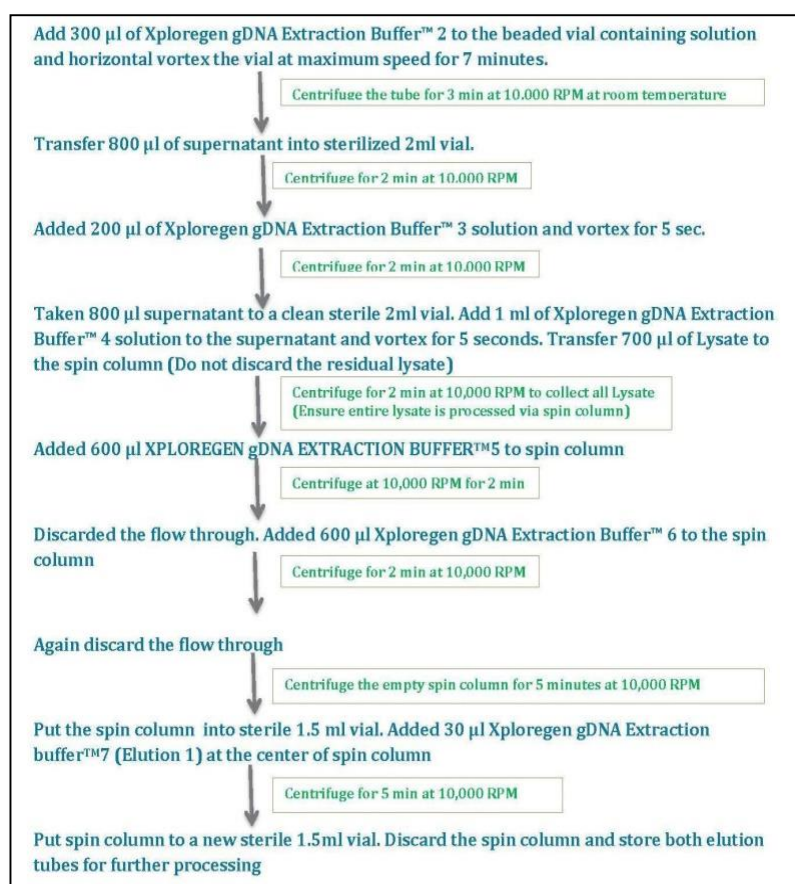 Add 300 µl of Xploregen gDNA Extraction Buffer™ 2 to the beaded vial containing solution
and horizontal vortex the vial at maximum speed for 7 minutes.
Centrifuge the tube for 3 min at 10.000 RPM at room temperature
Transfer 800 µl of supernatant into sterilized 2ml vial.
Centrifuge for 2 min at 10.000 RPM
Added 200 µl of Xploregen gDNA Extraction Buffer™ 3 solution and vortex for 5 sec.
Centrifuge for 2 min at 10.000 RPM
Taken 800 µl supernatant to a clean sterile 2ml vial. Add 1 ml of Xploregen gDNA Extraction
Buffer™ 4 solution to the supernatant and vortex for 5 seconds. Transfer 700 µl of Lysate to
the spin column (Do not discard the residual lysate)
Centrifuge for 2 min at 10,000 RPM to collect all Lysate
(Ensure entire lysate is processed via spin column)
Added 600 µl XPLOREGEN gDNA EXTRACTION BUFFER™5 to spin column
Centrifuge at 10,000 RPM for 2 min
Discarded the flow through. Added 600 µl Xploregen gDNA Extraction Buffer™ 6 to the spin
column
Centrifuge for 2 min at 10,000 RPM
Again discard the flow through
Centrifuge the empty spin column for 5 minutes at 10,000 RPM
Put the spin column into sterile 1.5 ml vial. Added 30 µl Xploregen gDNA Extraction
buffer™7 (Elution 1) at the center of spin column
Centrifuge for 5 min at 10,000 RPM
Put spin column to a new sterile 1.5ml vial. Discard the spin column and store both elution
tubes for further processing